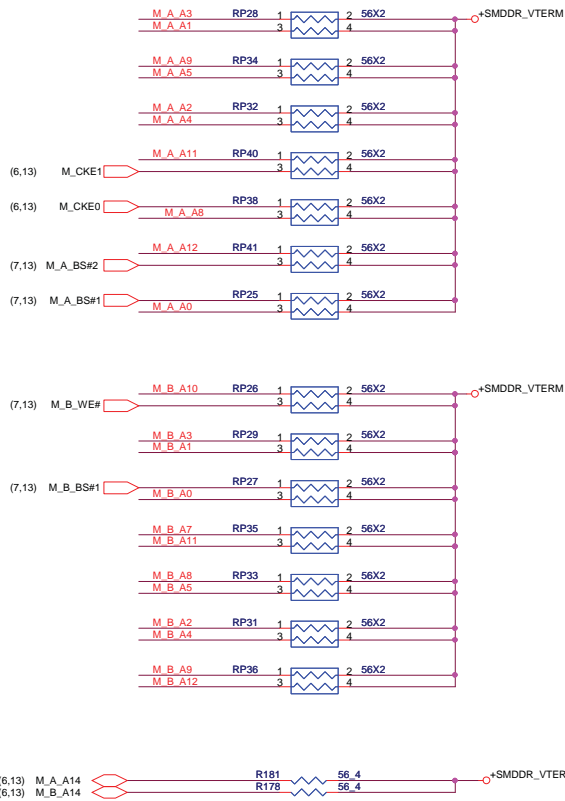 M_A_A3 RP28 1 2 56X2 +SMDDR_VTERM
M_A_A1 3 4
M_A_A9 RP34 1 2 56X2
M_A_A5 3 4
M_A_A2 RP32 1 2 56X2
M_A_A4 3 4
M_A_A11 RP40 1 2 56X2
(6,13) M_CKE1 3 4
(6,13) M_CKE0 RP38 1 2 56X2
M_A_A8 3 4
M_A_A12 RP41 1 2 56X2
(7,13) M_A_BS#2 3 4
(7,13) M_A_BS#1 RP25 1 2 56X2
M_A_A0 3 4
M_B_A10 RP26 1 2 56X2 +SMDDR_VTERM
(7,13) M_B_WE# 3 4
M_B_A3 RP29 1 2 56X2
M_B_A1 3 4
(7,13) M_B_BS#1 RP27 1 2 56X2
M_B_A0 3 4
M_B_A7 RP35 1 2 56X2
M_B_A11 3 4
M_B_A8 RP33 1 2 56X2
M_B_A5 3 4
M_B_A2 RP31 1 2 56X2
M_B_A4 3 4
M_B_A9 RP36 1 2 56X2
M_B_A12 3 4
(6,13) M_A_A14 R181 56_4 +SMDDR_VTER
(6,13) M_B_A14 R178 56_4